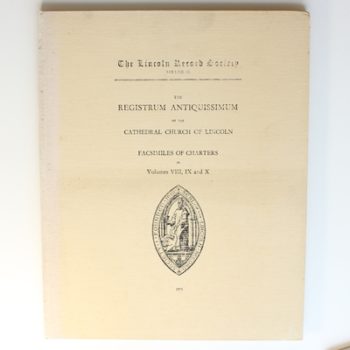 The Lincoln Record Society
THE
REGISTRUM ANTIQUISSIMUM
OF THE
CATHEDRAL CHURCH OF LINCOLN
FACSIMILES OF CHARTERS
IN
Volumes VIII, IX and X